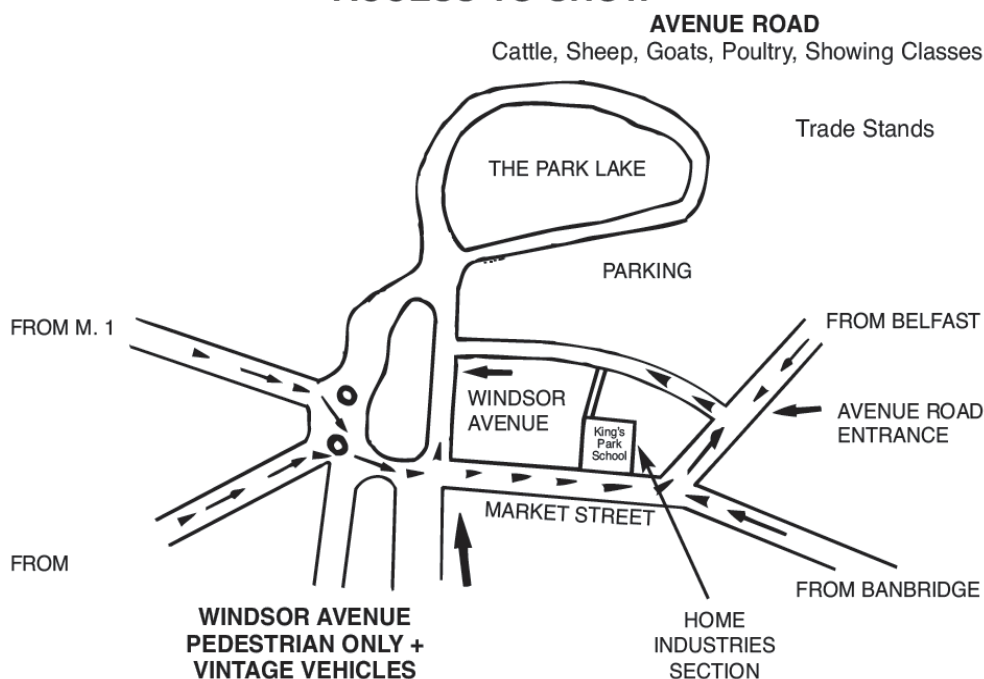 AVENUE ROAD
Cattle, Sheep, Goats, Poultry, Showing Classes
Trade Stands
THE PARK LAKE
PARKING
FROM M. 1
FROM BELFAST
WINDSOR
AVENUE
King's
Park
School
AVENUE ROAD
ENTRANCE
MARKET STREET
FROM
FROM BANBRIDGE
WINDSOR AVENUE
PEDESTRIAN ONLY +
VINTAGE VEHICLES
HOME
INDUSTRIES
SECTION